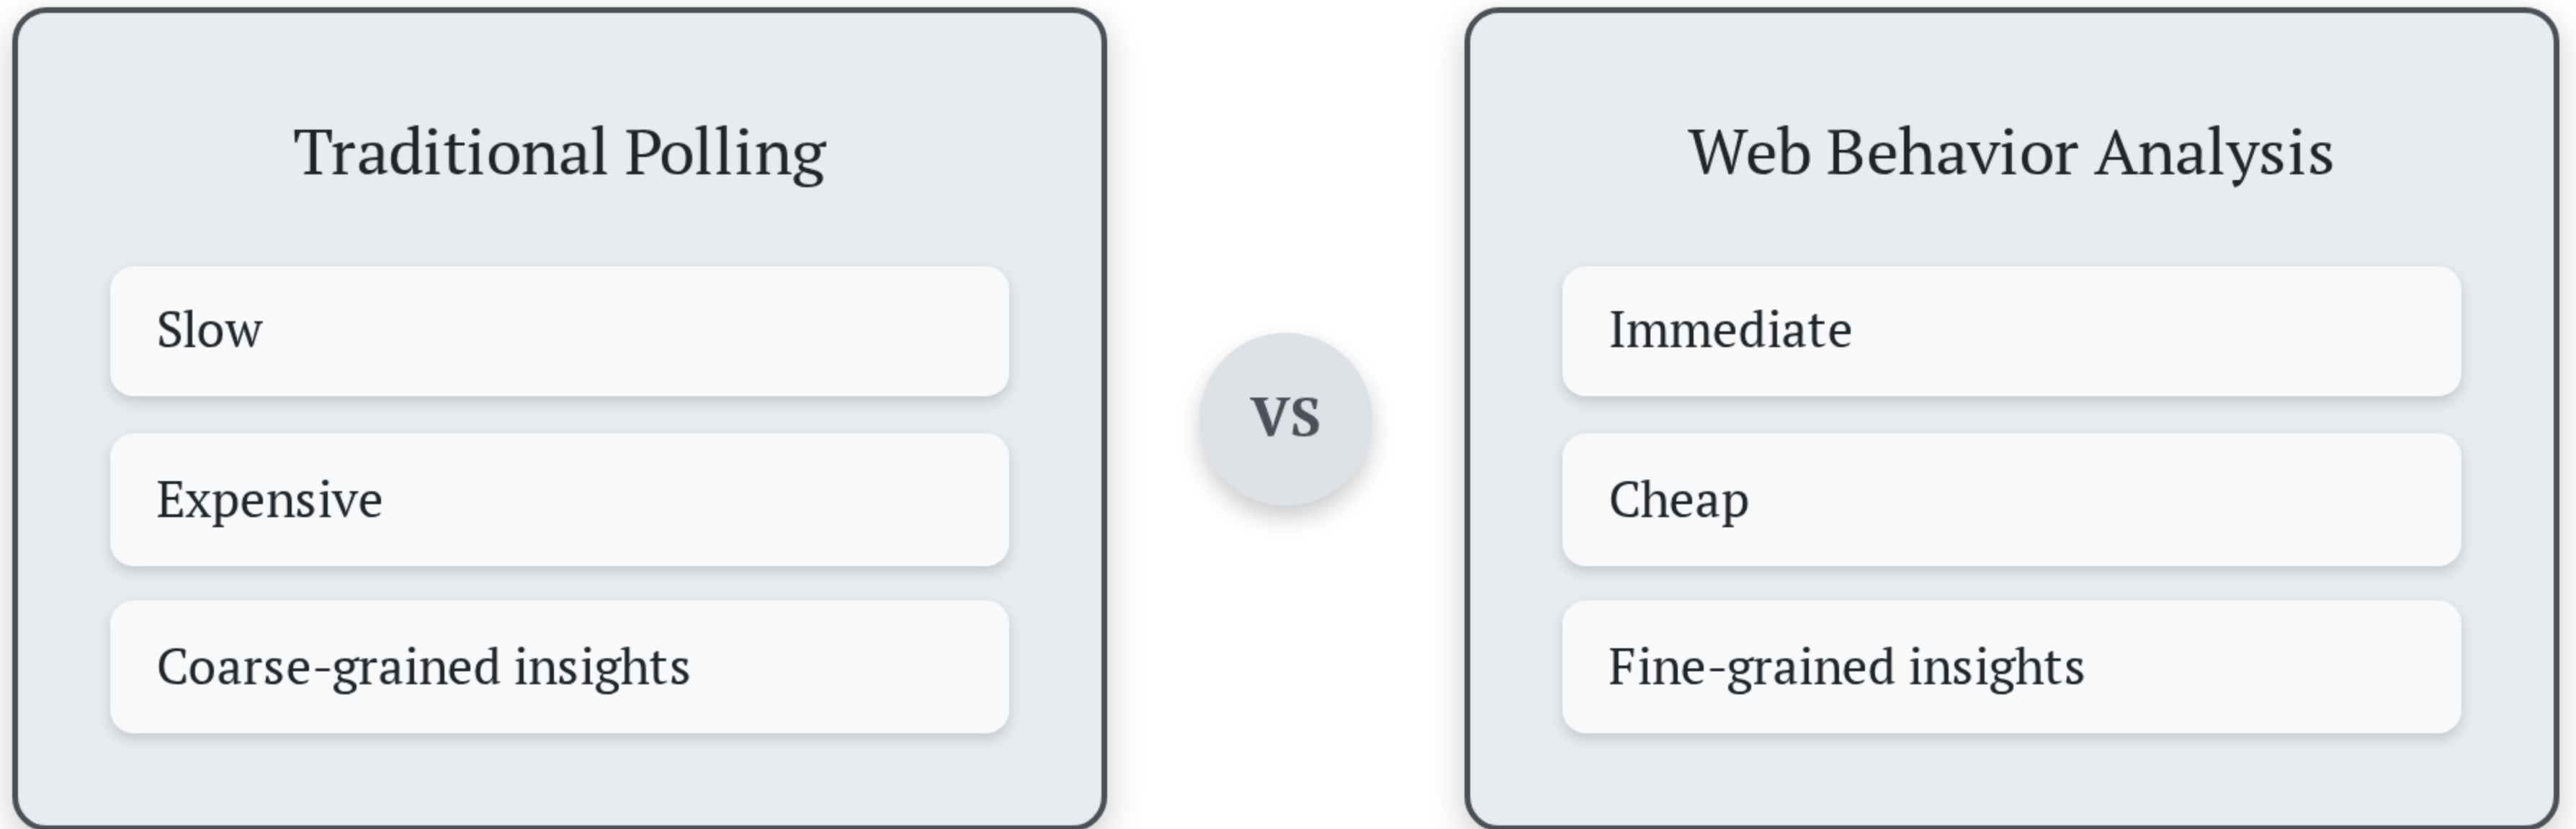 Traditional Polling
Slow
Expensive
Coarse-grained insights
VS
Web Behavior Analysis
Immediate
Cheap
Fine-grained insights